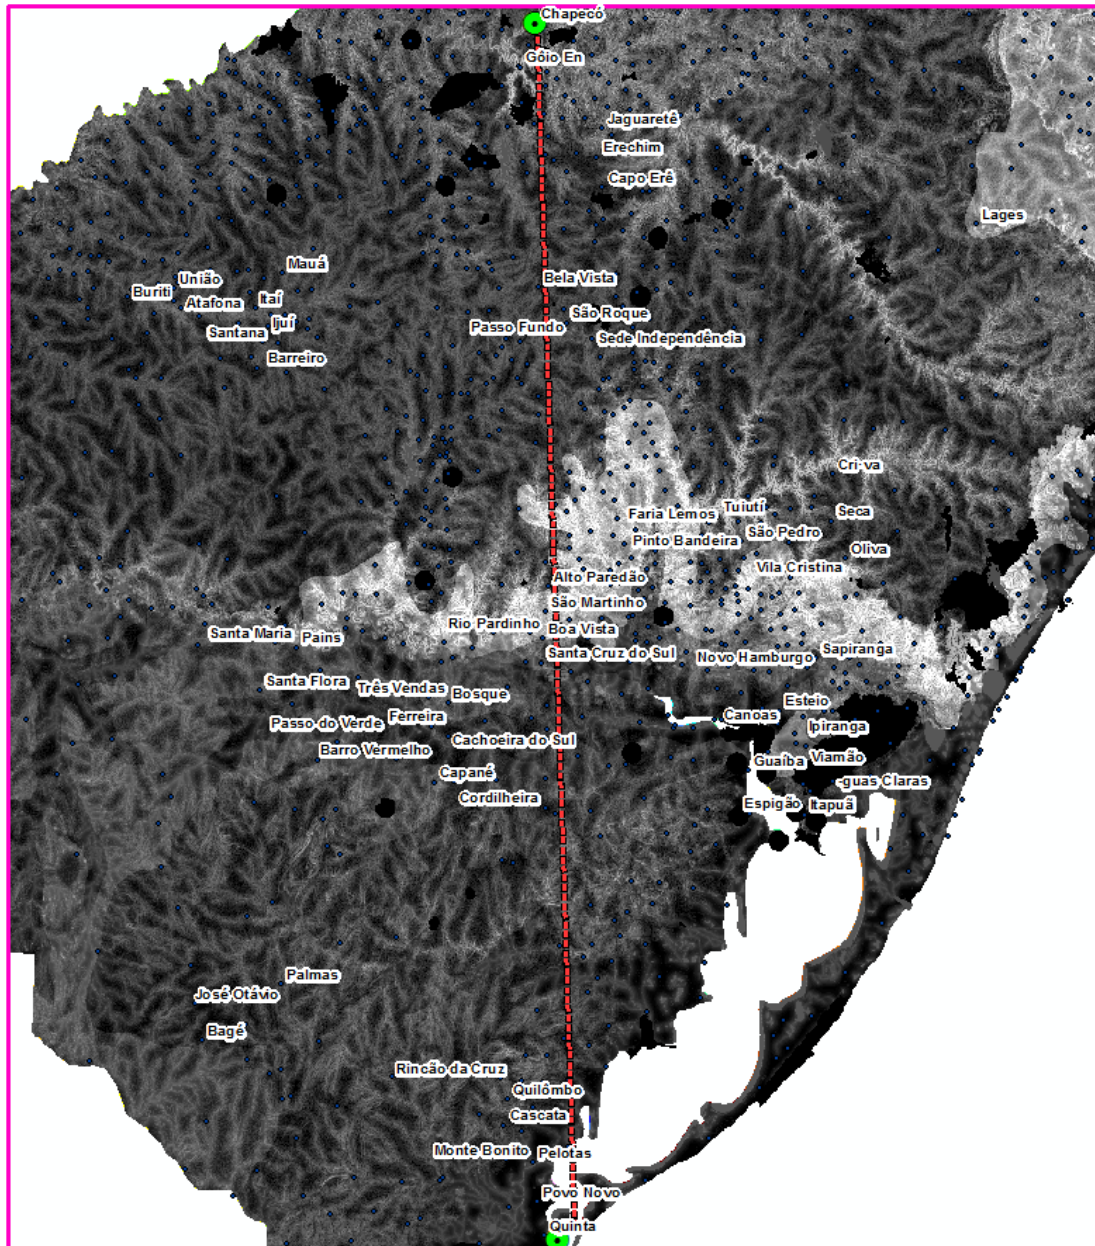 Chapecó
Góio En
Jaguaretê
Erechim
Capo Erê
Lages
Mauá
União
Buriti
Atafona
Itaí
Ijuí
Santana
Barreiro
Bela Vista
São Roque
Passo Fundo
Sede Independência
Cri-va
Faria Lemos
Tuiutí
Seca
São Pedro
Pinto Bandeira
Oliva
Vila Cristina
Alto Paredão
São Martinho
Rio Pardinho
Boa Vista
Santa Maria
Pains
Santa Cruz do Sul
Novo Hamburgo
Sapiranga
Santa Flora
Três Vendas
Bosque
Esteio
Passo do Verde
Ferreira
Canoas
Ipiranga
Barro Vermelho
Cachoeira do Sul
Guaíba
Viamão
Capané
-guas Claras
Cordilheira
Espigão
Itapuã
Palmas
José Otávio
Bagé
Rincão da Cruz
Quilômbo
Cascata
Monte Bonito
Pelotas
Povo Novo
Quinta